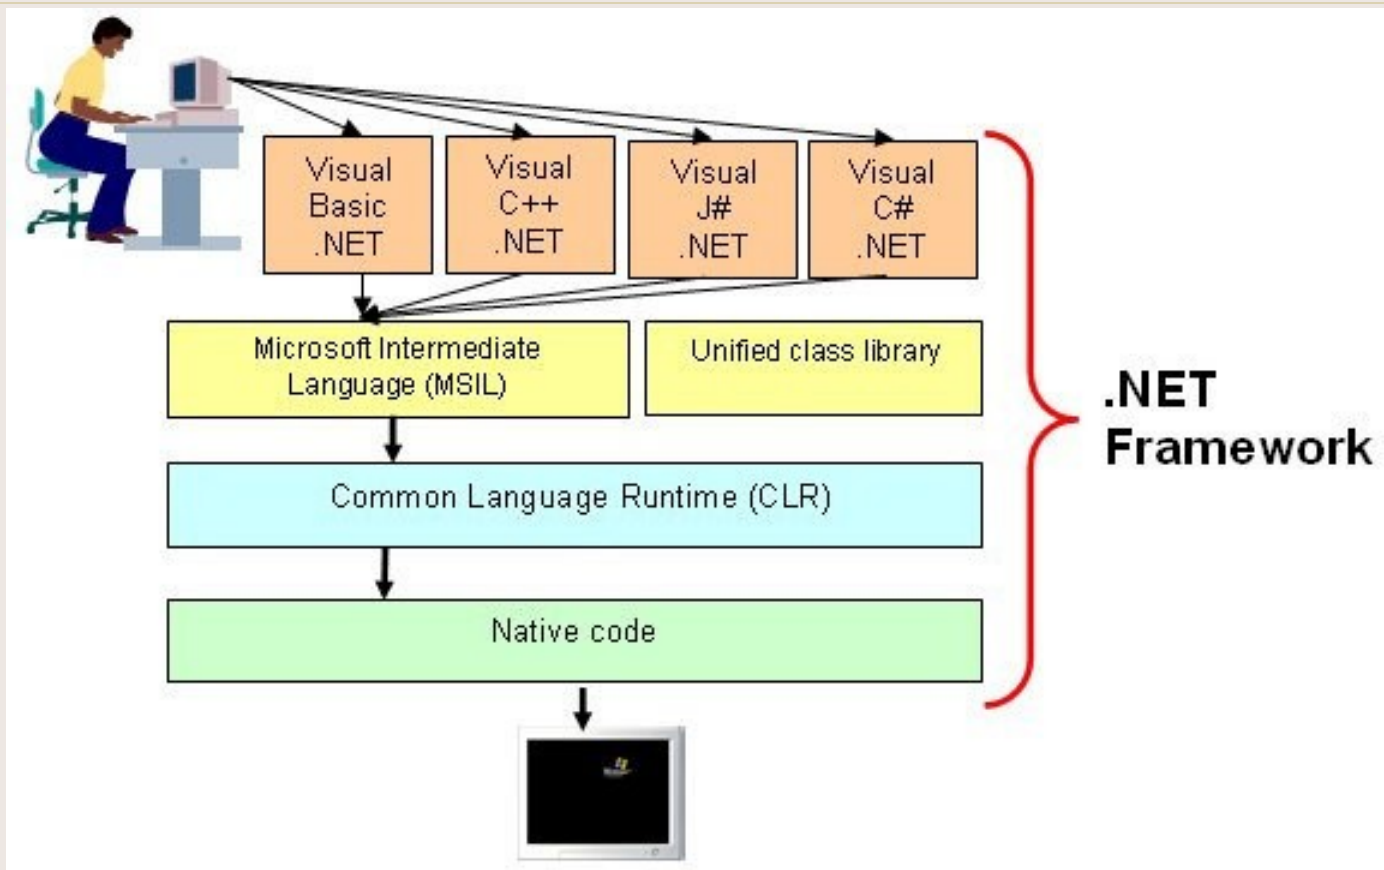 Visual
Basic
.NET
Visual
C++
.NET
Visual
J#
.NET
Visual
C#
.NET
Microsoft Intermediate
Language (MSIL)
Unified class library
.NET
Framework
Common Language Runtime (CLR)
Native code